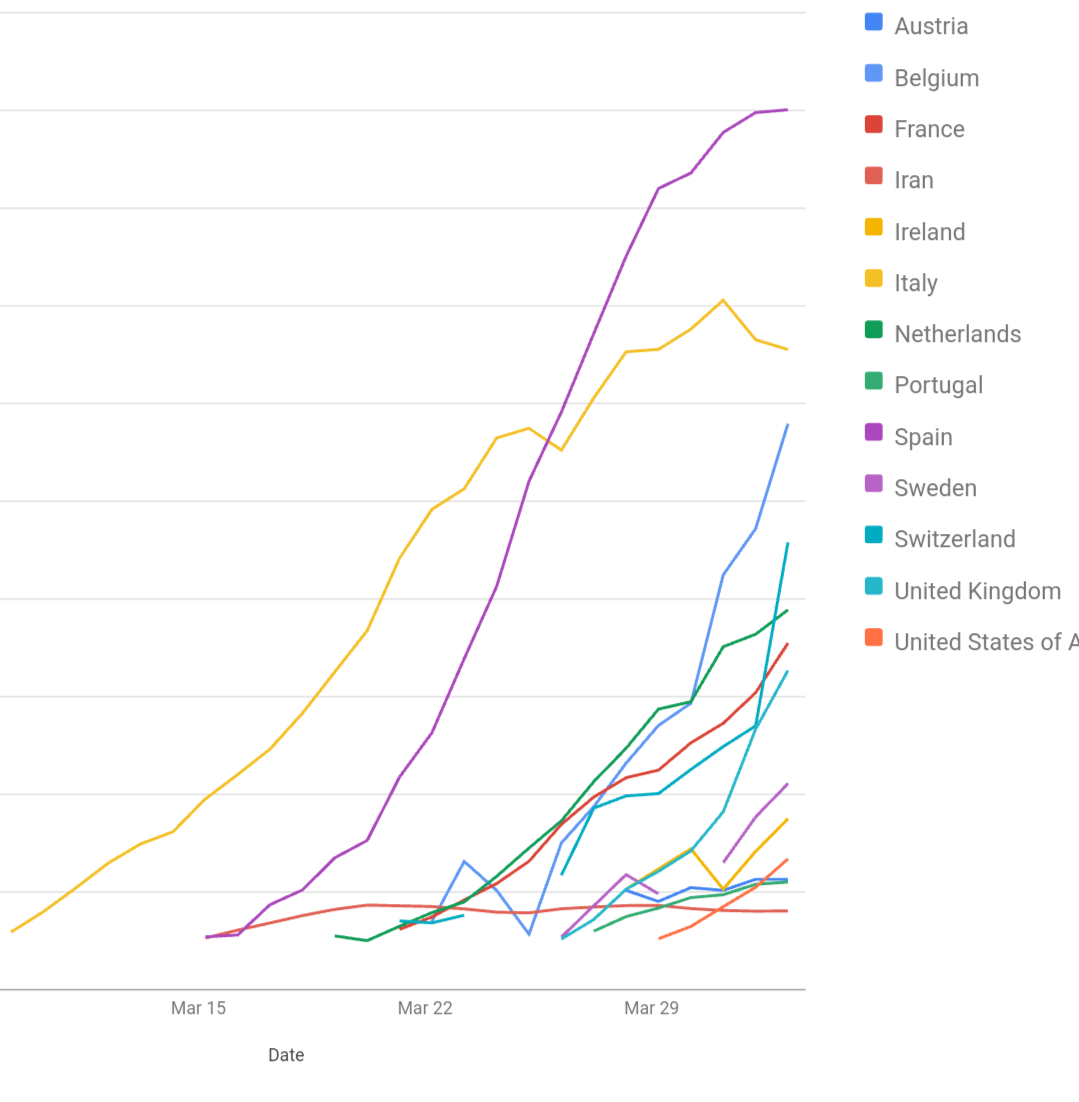 Austria
Belgium
France
Iran
Ireland
Italy
Netherlands
Portugal
Spain
Sweden
Switzerland
United Kingdom
United States of A
Mar 15
Mar 22
Mar 29
Date